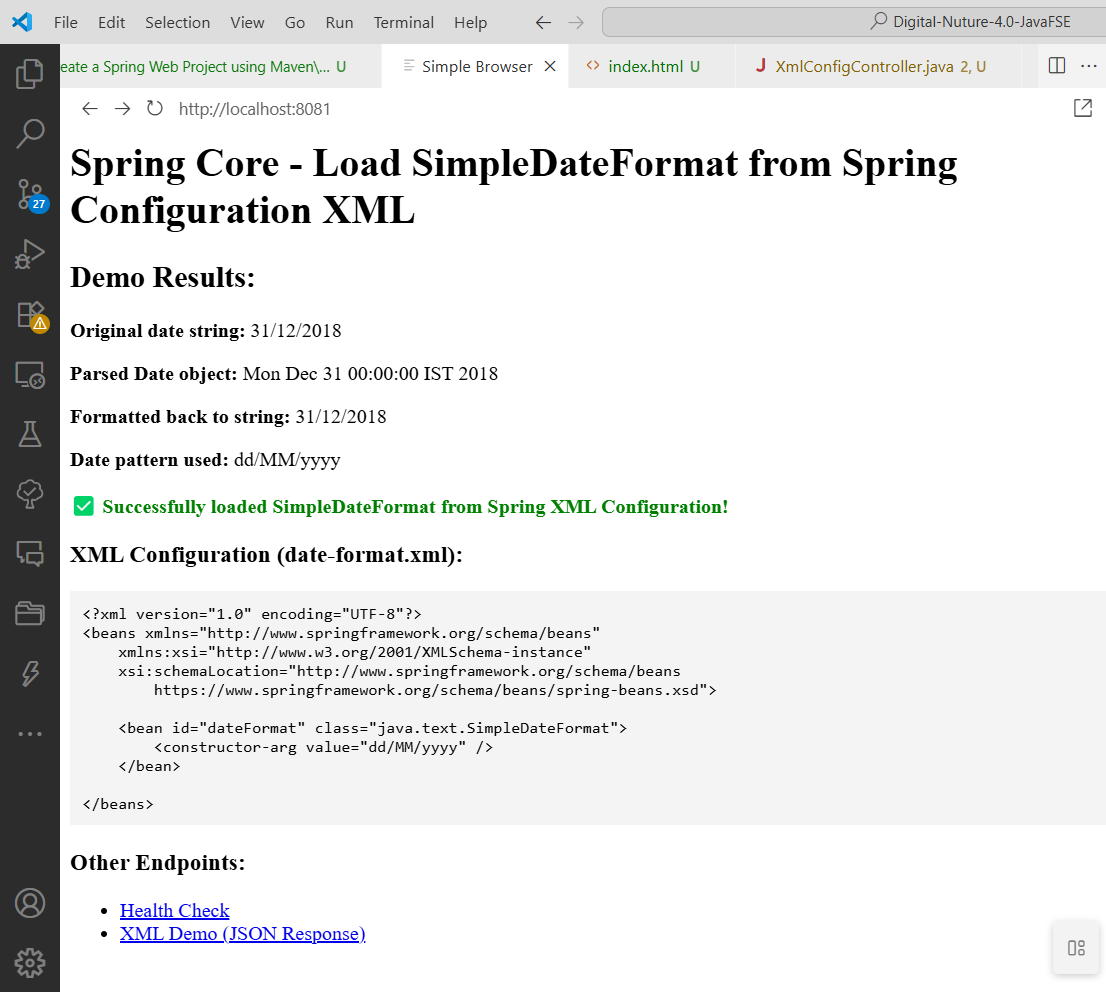 File Edit Selection View Go Run Terminal Help
Digital-Nuture-4.0-JavaFSE
eate a Spring Web Project using Maven\... U
Simple Browser
<> index.html U
J XmlConfigController.java 2, U
http://localhost:8081
27
Spring Core - Load SimpleDateFormat from Spring
Configuration XML
Demo Results:
Original date string: 31/12/2018
Parsed Date object: Mon Dec 31 00:00:00 IST 2018
Formatted back to string: 31/12/2018
Date pattern used: dd/MM/yyyy
✅ Successfully loaded SimpleDateFormat from Spring XML Configuration!
XML Configuration (date-format.xml):
<?xml version="1.0" encoding="UTF-8"?>
<beans xmlns="http://www.springframework.org/schema/beans"
    xmlns:xsi="http://www.w3.org/2001/XMLSchema-instance"
    xsi:schemaLocation="http://www.springframework.org/schema/beans
        https://www.springframework.org/schema/beans/spring-beans.xsd">
    <bean id="dateFormat" class="java.text.SimpleDateFormat">
        <constructor-arg value="dd/MM/yyyy" />
    </bean>
</beans>
Other Endpoints:
• Health Check
• XML Demo (JSON Response)